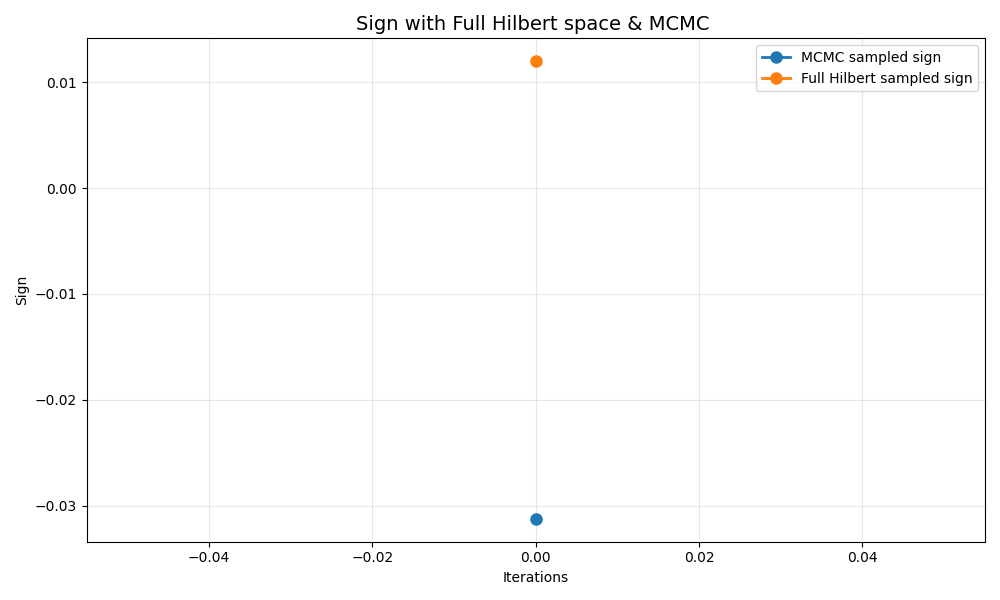 Sign with Full Hilbert space & MCMC
MCMC sampled sign
Full Hilbert sampled sign
0.01
0.00
−0.01
−0.02
−0.03
Sign
−0.04
−0.02
0.00
0.02
0.04
Iterations